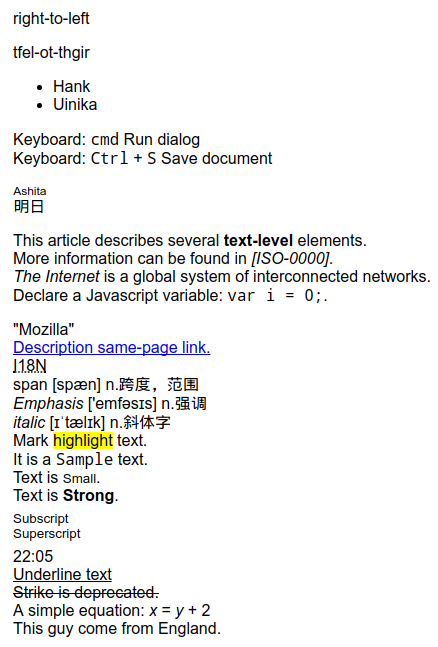 right-to-left
tfel-ot-thgir
• Hank
• Uinika
Keyboard: cmd Run dialog
Keyboard: Ctrl + S Save document
Ashita
明日
This article describes several text-level elements.
More information can be found in [ISO-0000].
The Internet is a global system of interconnected networks.
Declare a Javascript variable: var i = 0;.
"Mozilla"
Description same-page link.
I18N
span [spæn] n.跨度，范围
Emphasis ['emfəsɪs] n.强调
italic [ɪˈtælɪk] n.斜体字
Mark highlight text.
It is a Sample text.
Text is Small.
Text is Strong.
Subscript
Superscript
22:05
Underline text
Strike is deprecated.
A simple equation: x = y + 2
This guy come from England.